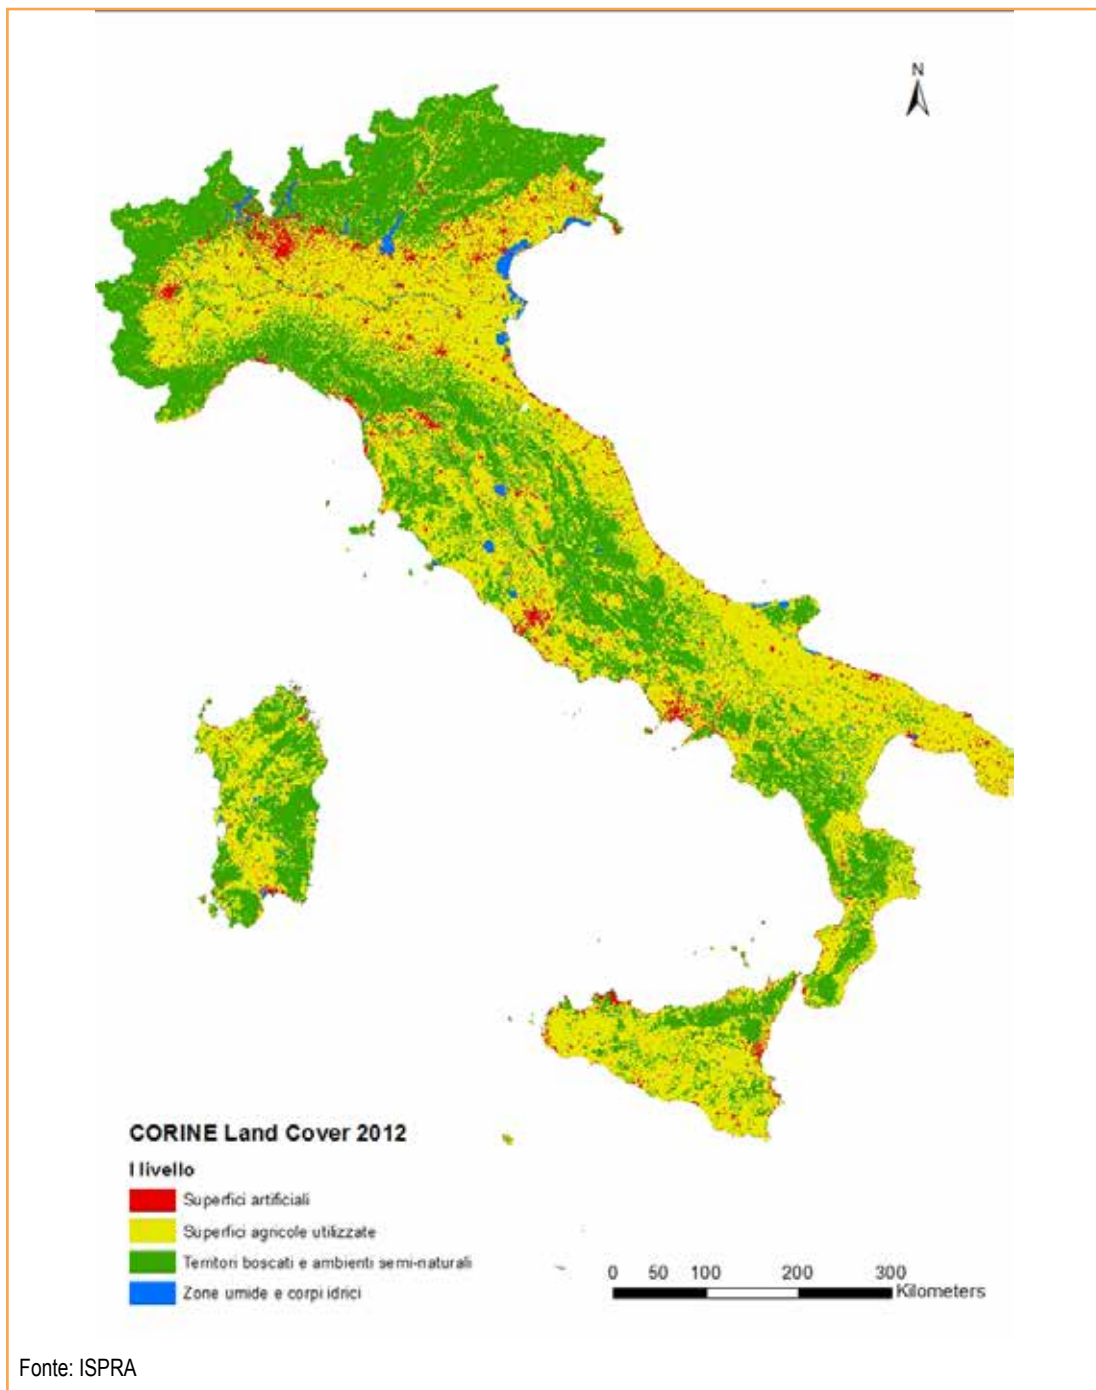 N
CORINE Land Cover 2012
I livello
Superfici artificiali
Superfici agricole utilizzate
Territori boscati e ambienti semi-naturali
Zone umide e corpi idrici
0 50 100 200 300
Kilometers
Fonte: ISPRA